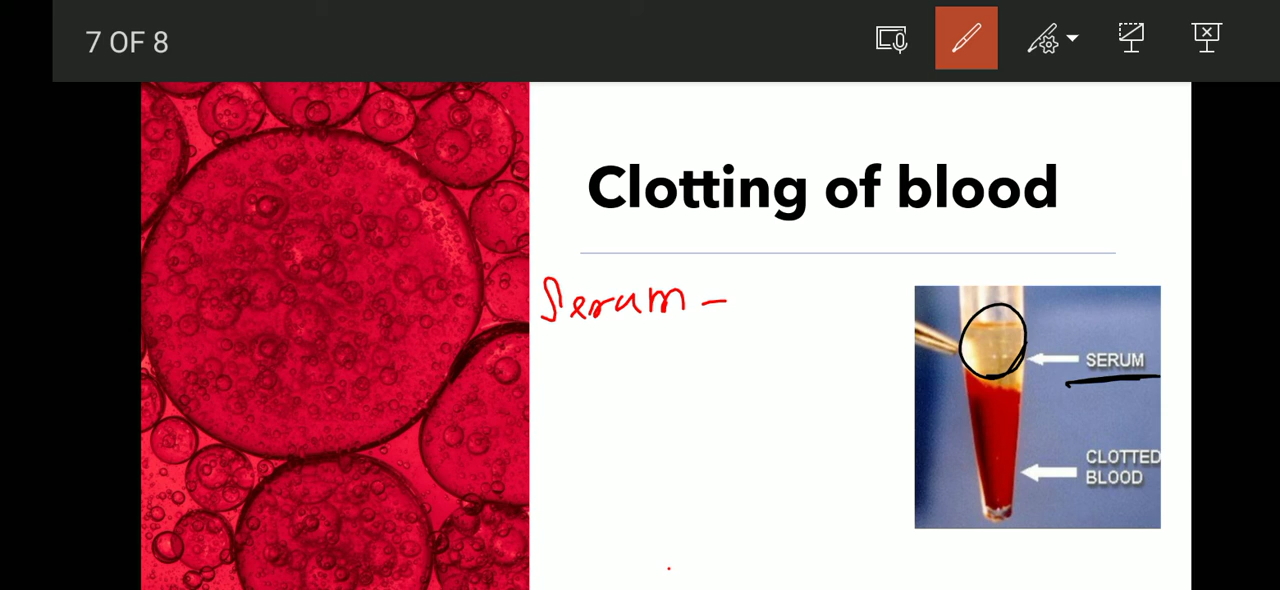 7 OF 8
Clotting of blood
Serum -
SERUM
CLOTTED
BLOOD